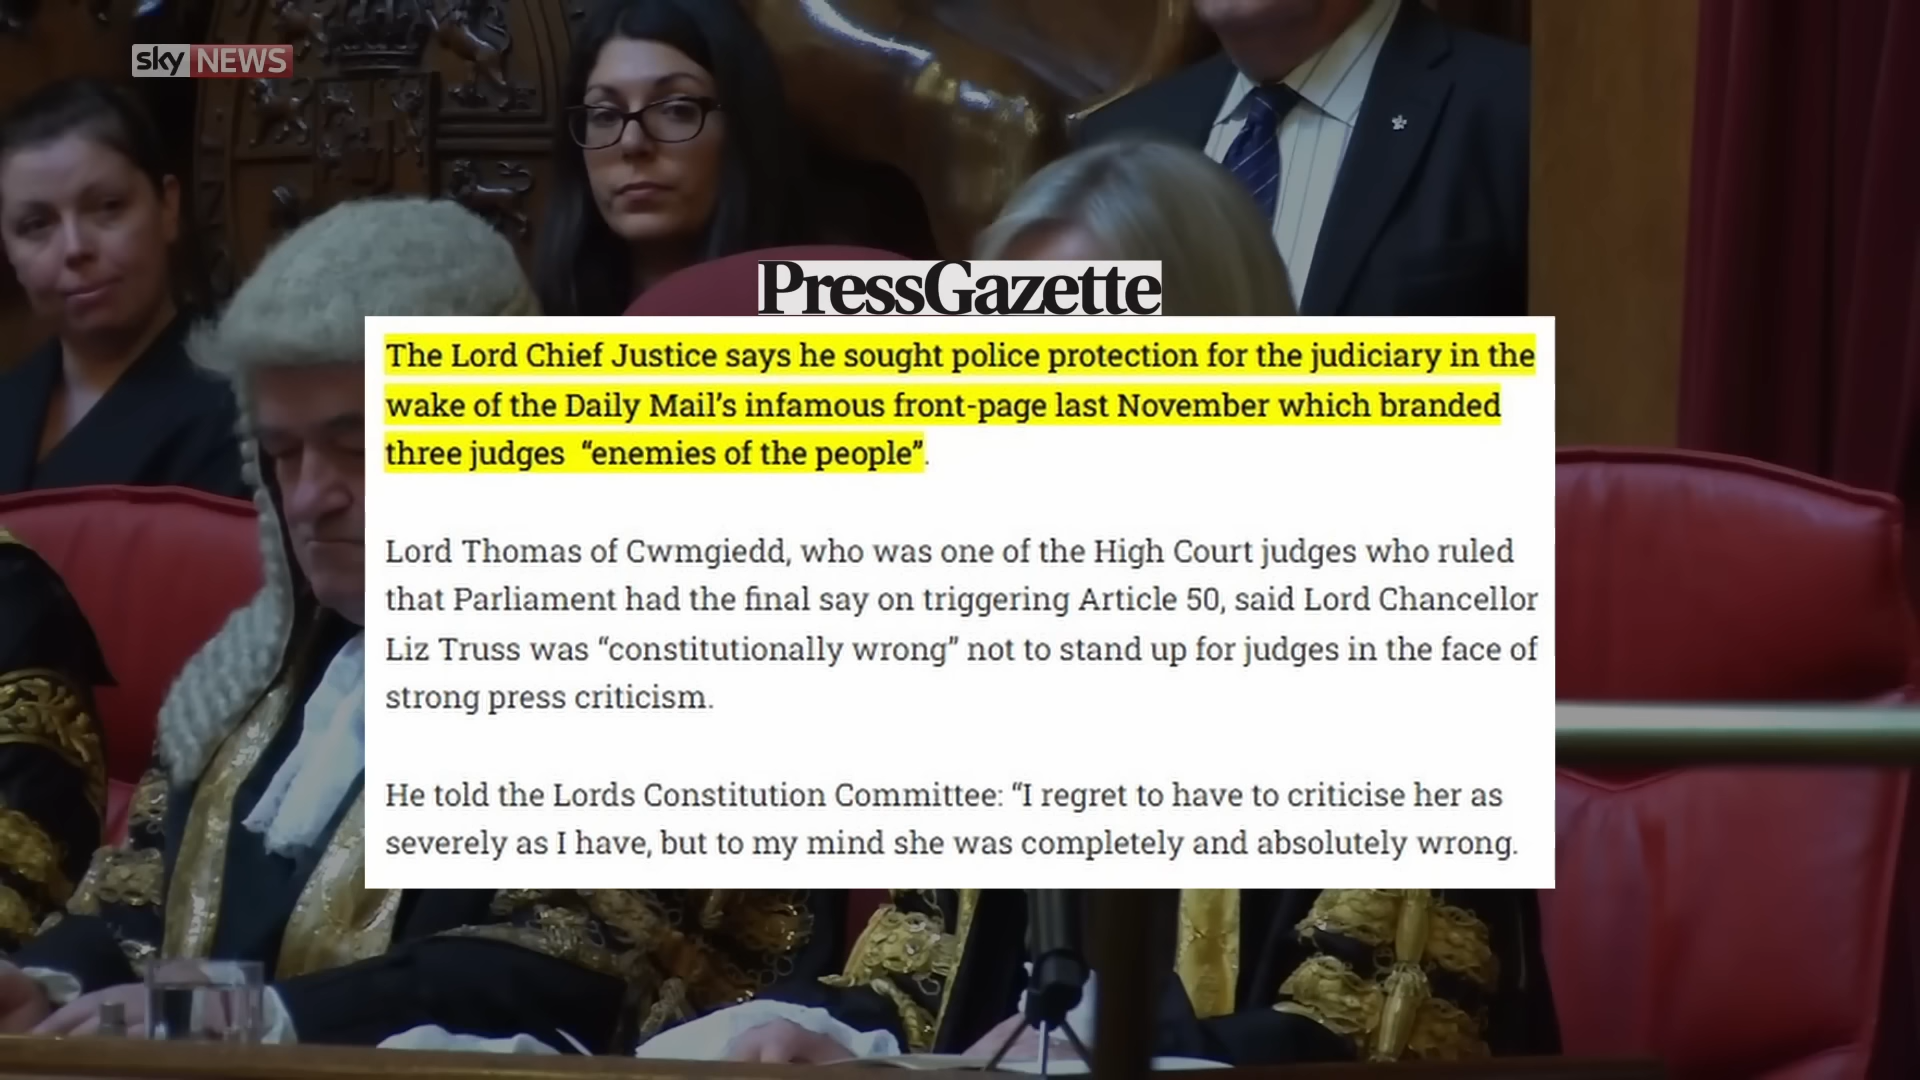 sky NEWS
PressGazette
The Lord Chief Justice says he sought police protection for the judiciary in the
wake of the Daily Mail’s infamous front-page last November which branded
three judges “enemies of the people”.
Lord Thomas of Cwmgiedd, who was one of the High Court judges who ruled
that Parliament had the final say on triggering Article 50, said Lord Chancellor
Liz Truss was “constitutionally wrong” not to stand up for judges in the face of
strong press criticism.
He told the Lords Constitution Committee: “I regret to have to criticise her as
severely as I have, but to my mind she was completely and absolutely wrong.